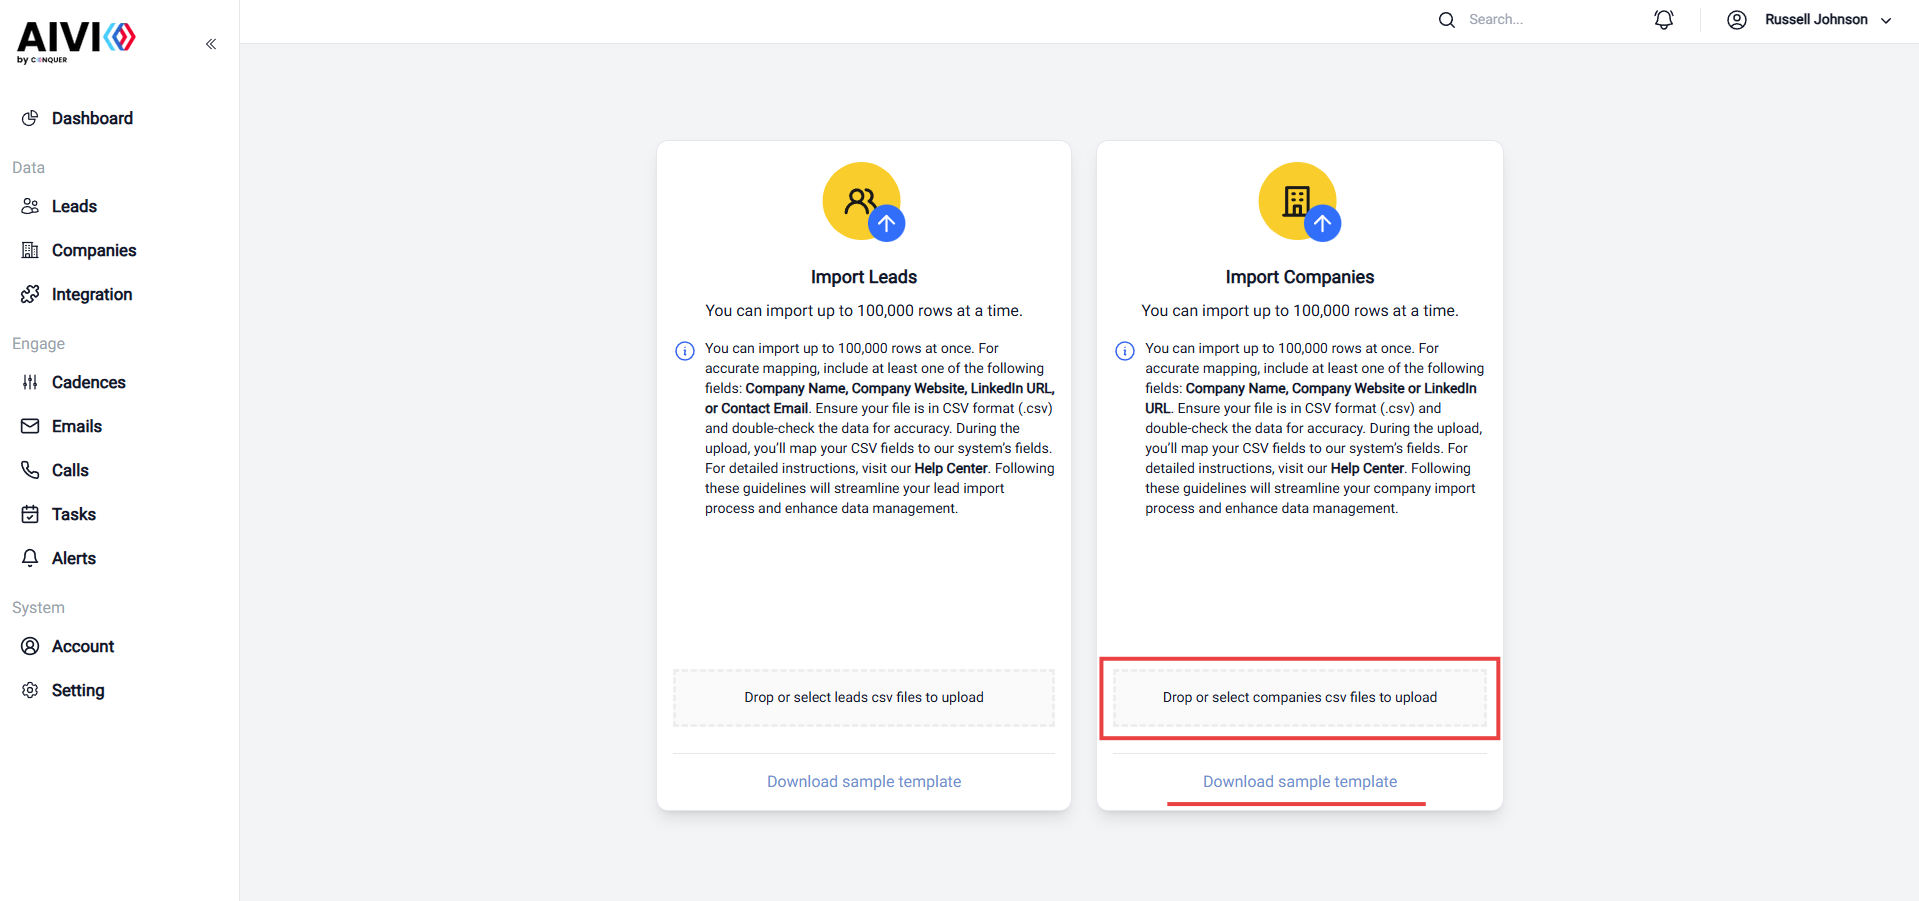 AIVI
by CONQUER
Search...
Russell Johnson
Dashboard
Data
Leads
Companies
Integration
Engage
Cadences
Emails
Calls
Tasks
Alerts
System
Account
Setting
Import Leads
You can import up to 100,000 rows at a time.
You can import up to 100,000 rows at once. For
accurate mapping, include at least one of the following
fields: Company Name, Company Website, LinkedIn URL,
or Contact Email. Ensure your file is in CSV format (.csv)
and double-check the data for accuracy. During the
upload, you’ll map your CSV fields to our system’s fields.
For detailed instructions, visit our Help Center. Following
these guidelines will streamline your lead import
process and enhance data management.
Drop or select leads csv files to upload
Download sample template
Import Companies
You can import up to 100,000 rows at a time.
You can import up to 100,000 rows at once. For
accurate mapping, include at least one of the following
fields: Company Name, Company Website or LinkedIn
URL. Ensure your file is in CSV format (.csv) and
double-check the data for accuracy. During the upload,
you’ll map your CSV fields to our system’s fields. For
detailed instructions, visit our Help Center. Following
these guidelines will streamline your company import
process and enhance data management.
Drop or select companies csv files to upload
Download sample template